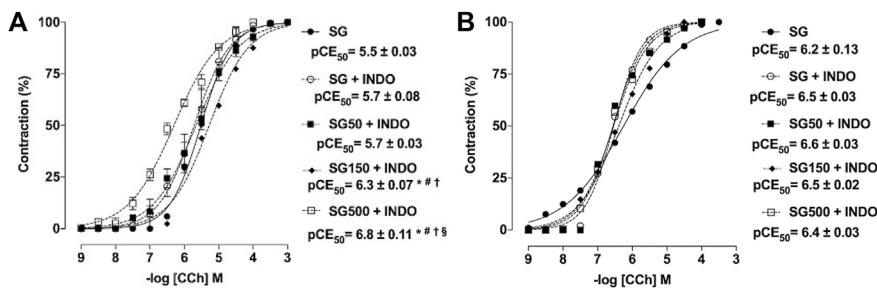 A
Contraction (%)
100
75
50
25
0
9 8 7 6 5 4 3
-log [CCh] M
SG
pCE50 = 5.5 ± 0.03
SG + INDO
pCE50= 5.7 ± 0.08
SG50 + INDO
pCE50= 5.7 ± 0.03
SG150 + INDO
pCE50= 6.3 ± 0.07 * # †
SG500 + INDO
pCE50 = 6.8 ± 0.11 * # † §
B
Contraction (%)
100
75
50
25
0
9 8 7 6 5 4 3
-log [CCh] M
SG
pCE50 = 6.2 ± 0.13
SG + INDO
pCE50 = 6.5 ± 0.03
SG50 + INDO
pCE50 = 6.6 ± 0.03
SG150 + INDO
pCE50 = 6.5 ± 0.02
SG500 + INDO
pCE50 = 6.4 ± 0.03